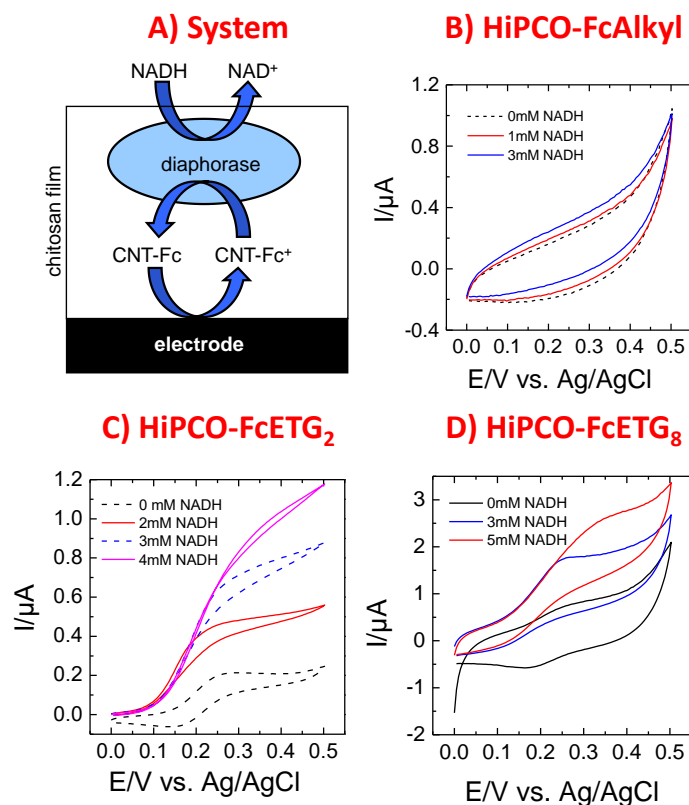 A) System
NADH NAD+
diaphorase
chitosan film
CNT-Fc CNT-Fc+
electrode
B) HiPCO-FcAlkyl
1.2
0.8
0.4
0.0
-0.4
I/µA
0mM NADH
1mM NADH
3mM NADH
0.0 0.1 0.2 0.3 0.4 0.5
E/V vs. Ag/AgCl
C) HiPCO-FcETG2
1.2
1.0
0.8
0.6
0.4
0.2
0.0
I/µA
0 mM NADH
2mM NADH
3mM NADH
4mM NADH
0.0 0.1 0.2 0.3 0.4 0.5
E/V vs. Ag/AgCl
D) HiPCO-FcETG8
3
2
1
0
-1
-2
I/µA
0mM NADH
3mM NADH
5mM NADH
0.0 0.1 0.2 0.3 0.4 0.5
E/V vs. Ag/AgCl